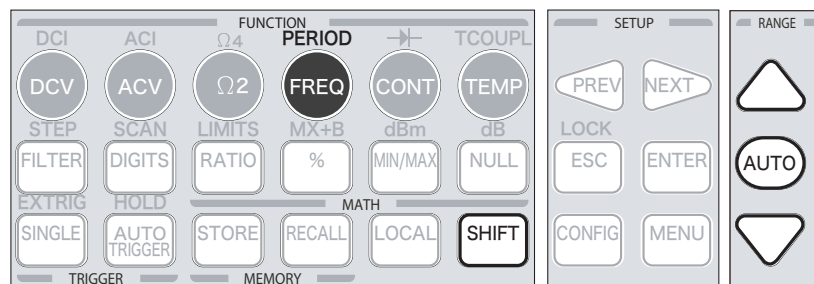 FUNCTION SETUP RANGE
DCI ACI Ω4 PERIOD TCOUPL
DCV ACV Ω2 FREQ CONT TEMP PREV NEXT
STEP SCAN LIMITS MX+B dBm dB LOCK
FILTER DIGITS RATIO % MIN/MAX NULL ESC ENTER AUTO
EXTRIG HOLD MATH
SINGLE AUTO TRIGGER STORE RECALL LOCAL SHIFT CONFIG MENU
TRIGGER MEMORY